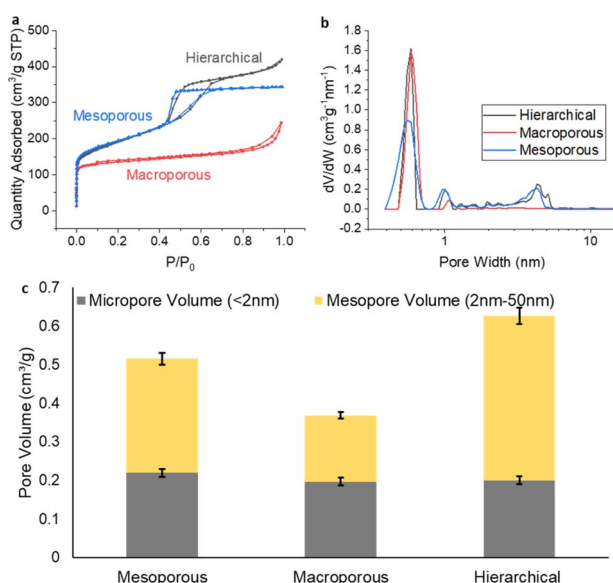 a
Quantity Adsorbed (cm³/g STP)
500
400
300
200
100
0
Hierarchical
Mesoporous
Macroporous
0.0 0.2 0.4 0.6 0.8 1.0
P/P₀
b
dV/dW (cm³g⁻¹nm⁻¹)
1.8
1.6
1.4
1.2
1.0
0.8
0.6
0.4
0.2
0.0
-0.2
Hierarchical
Macroporous
Mesoporous
1 10
Pore Width (nm)
c
Micropore Volume (<2nm) Mesopore Volume (2nm-50nm)
Pore Volume (cm³/g)
0.7
0.6
0.5
0.4
0.3
0.2
0.1
0
Mesoporous Macroporous Hierarchical